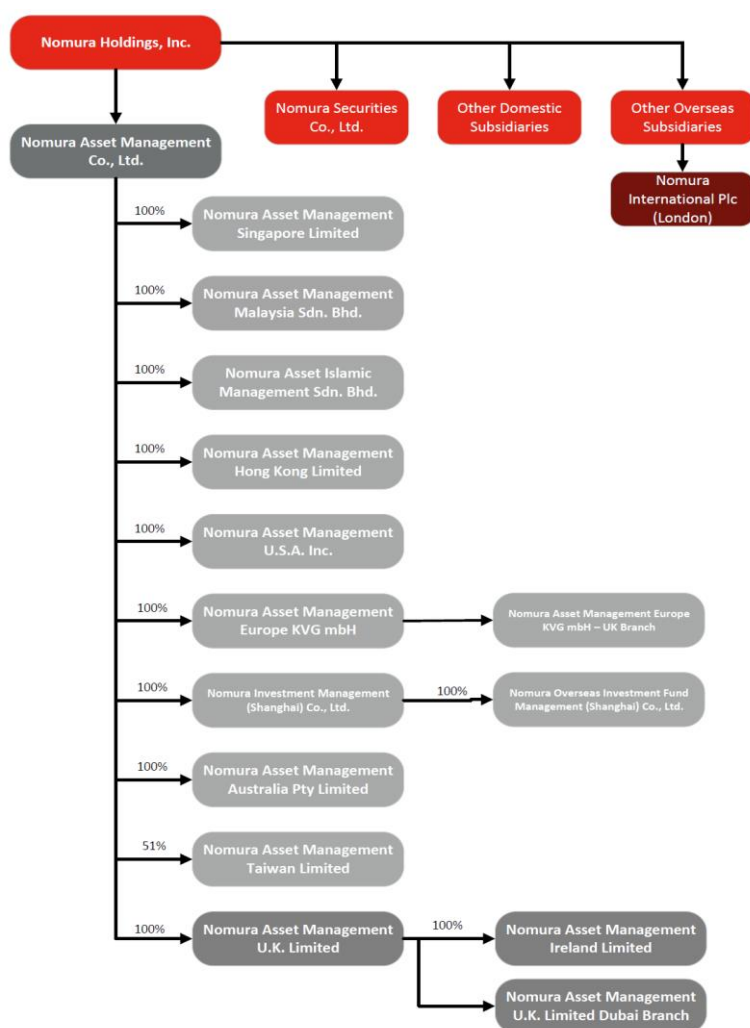 Nomura Holdings, Inc.
Nomura Securities
Co., Ltd.
Other Domestic
Subsidiaries
Other Overseas
Subsidiaries
Nomura Asset Management
Co., Ltd.
Nomura
International Plc
(London)
100%
Nomura Asset Management
Singapore Limited
100%
Nomura Asset Management
Malaysia Sdn. Bhd.
100%
Nomura Asset Islamic
Management Sdn. Bhd.
100%
Nomura Asset Management
Hong Kong Limited
100%
Nomura Asset Management
U.S.A. Inc.
100%
Nomura Asset Management
Europe KVG mbH
Nomura Asset Management Europe
KVG mbH – UK Branch
100%
Nomura Investment Management
(Shanghai) Co., Ltd.
100%
Nomura Overseas Investment Fund
Management (Shanghai) Co., Ltd.
100%
Nomura Asset Management
Australia Pty Limited
51%
Nomura Asset Management
Taiwan Limited
100%
Nomura Asset Management
U.K. Limited
100%
Nomura Asset Management
Ireland Limited
Nomura Asset Management
U.K. Limited Dubai Branch